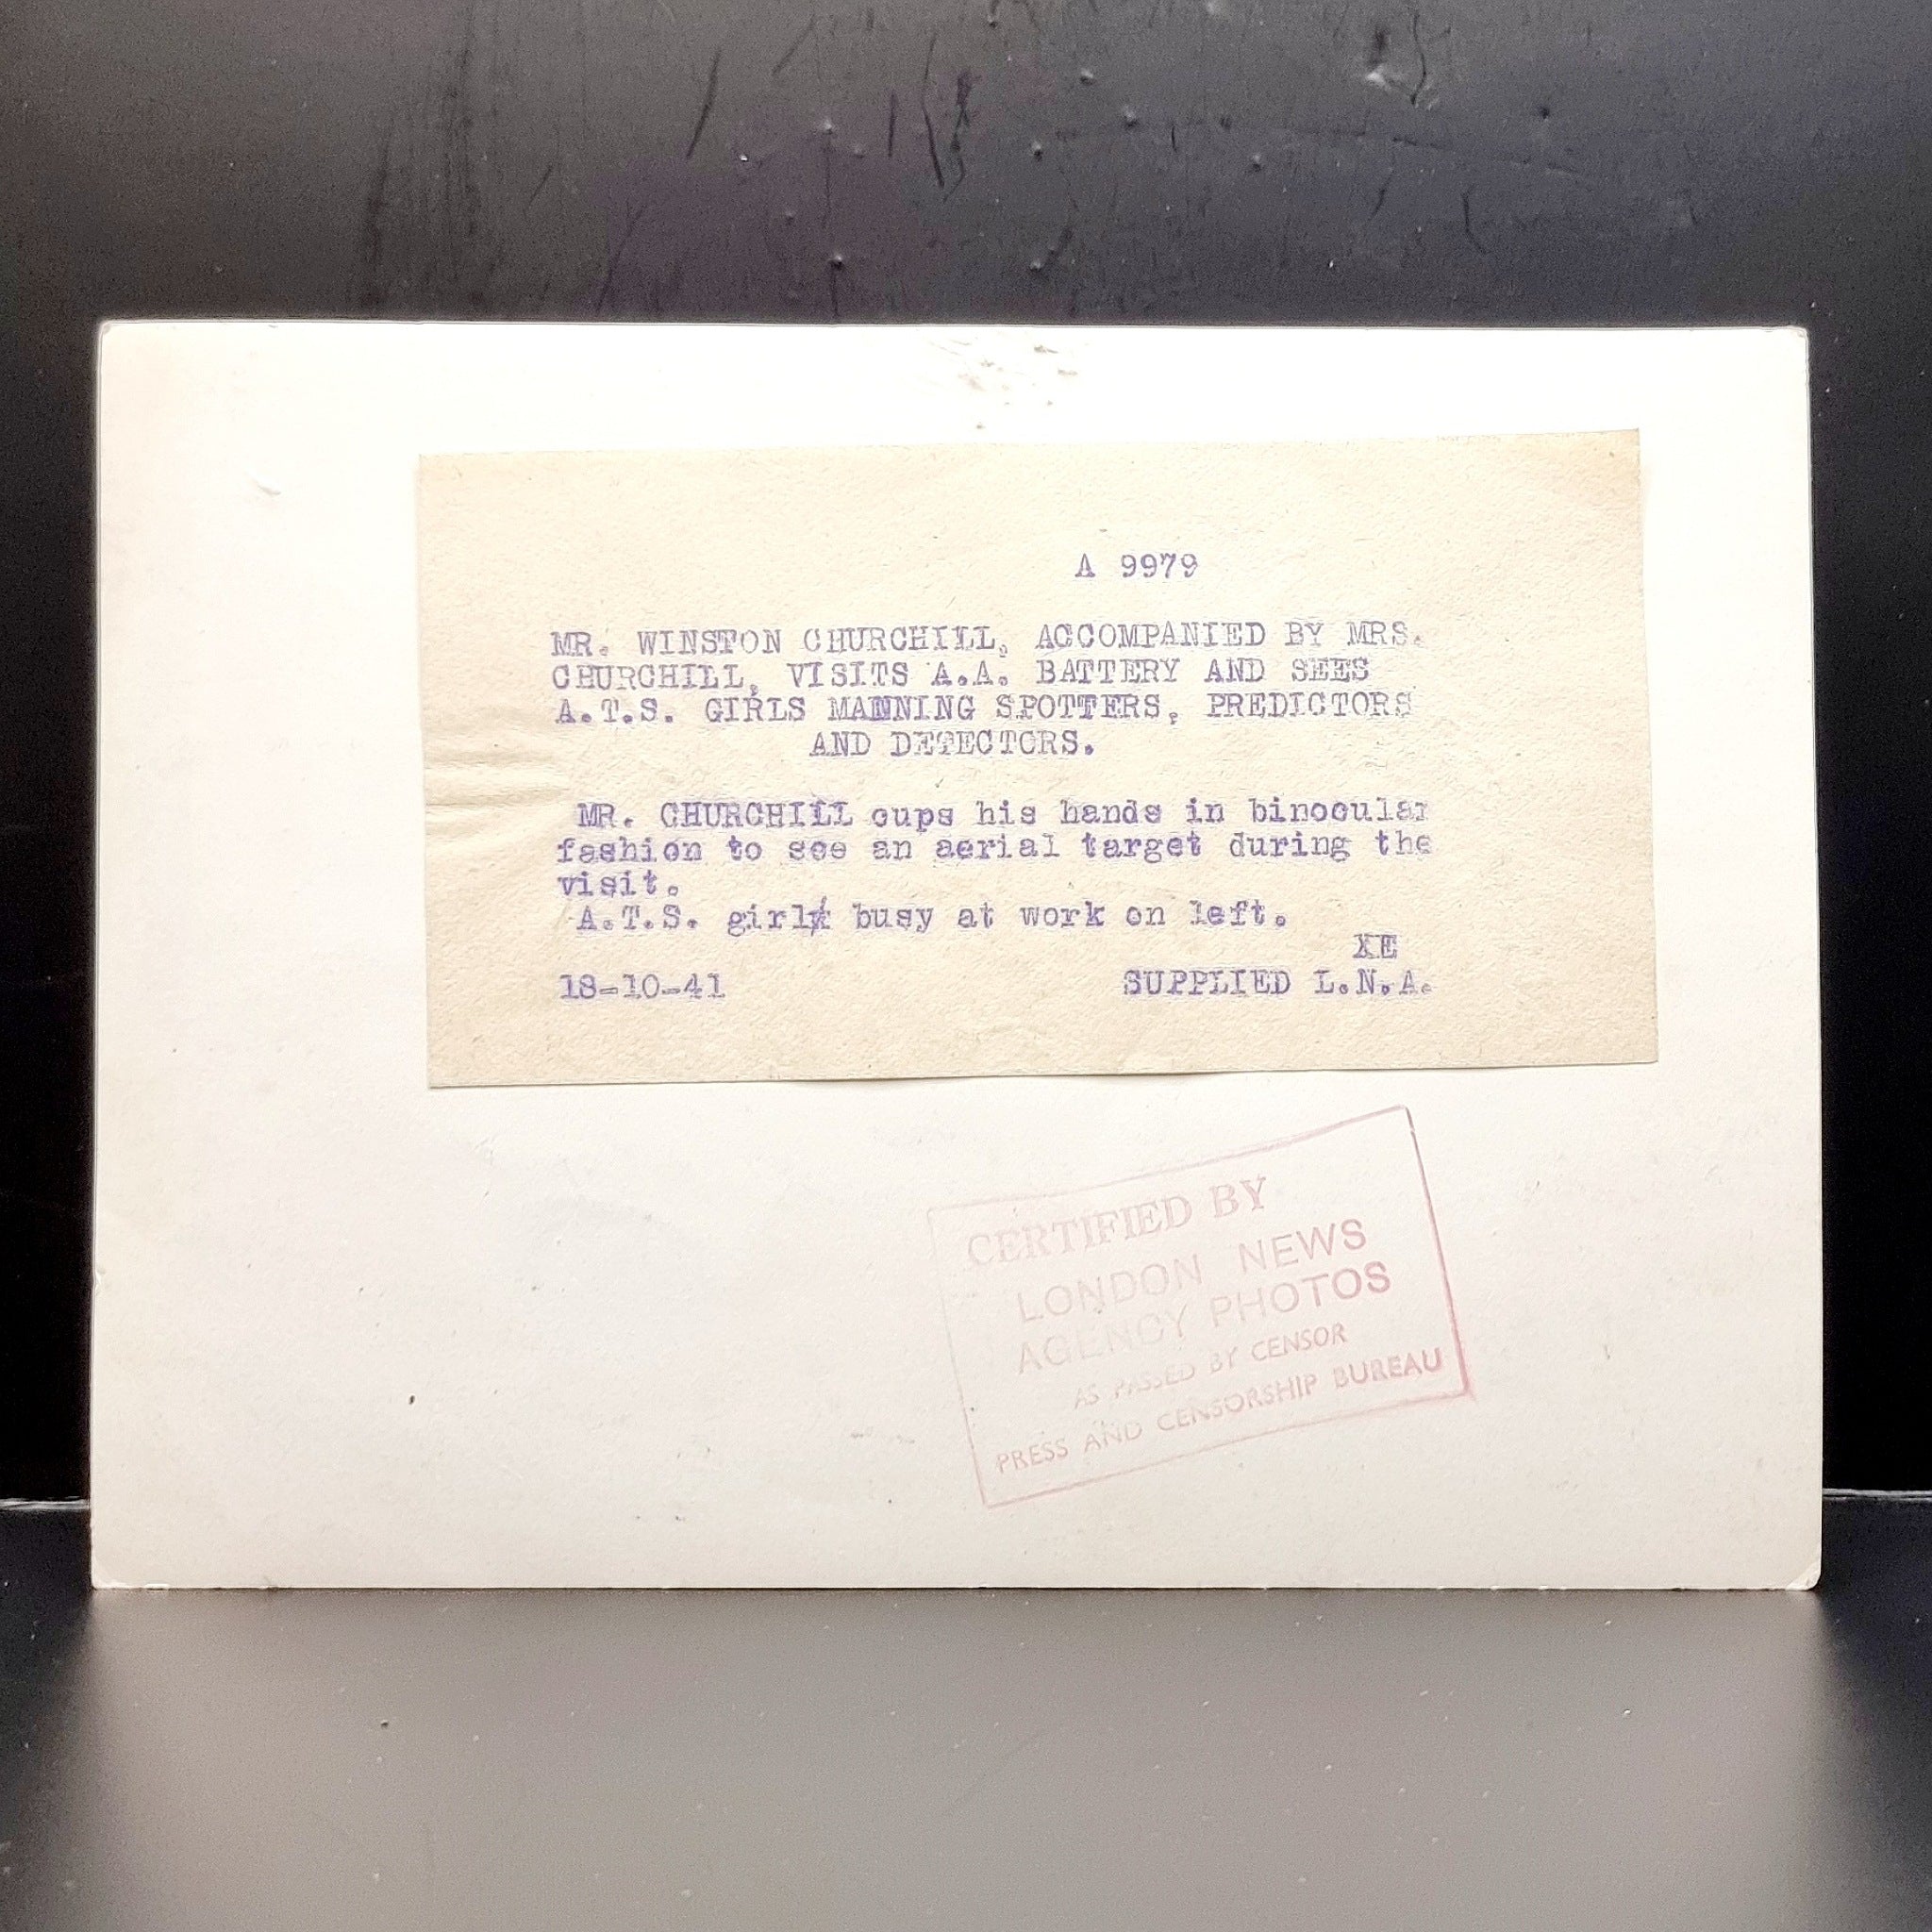 A 9979
MR. WINSTON CHURCHILL, ACCOMPANIED BY MRS.
CHURCHILL, VISITS A.A. BATTERY AND SEES
A.T.S. GIRLS MANNING SPOTTERS, PREDICTORS
AND DETECTORS.
MR. CHURCHILL cups his hands in binocular
fashion to see an aerial target during the
visit.
A.T.S. girl busy at work on left.
XE
18-10-41 SUPPLIED L.N.A.
CERTIFIED BY
LONDON NEWS
AGENCY PHOTOS
AS PASSED BY CENSOR
PRESS AND CENSORSHIP BUREAU